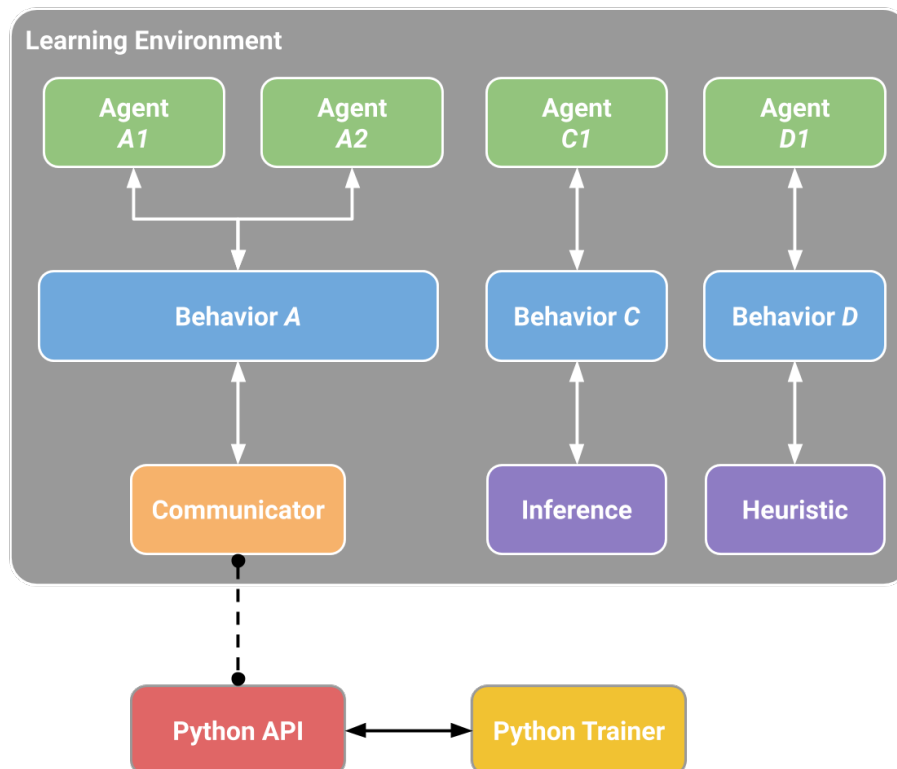 Learning Environment
Agent
A1
Agent
A2
Agent
C1
Agent
D1
Behavior A
Behavior C
Behavior D
Communicator
Inference
Heuristic
Python API
Python Trainer